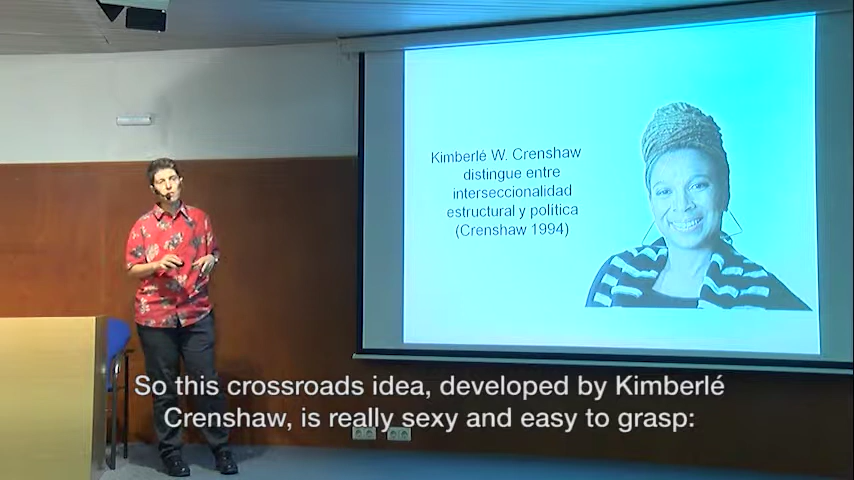 Kimberlé W. Crenshaw
distingue entre
interseccionalidad
estructural y política
(Crenshaw 1994)
So this crossroads idea, developed by Kimberlé
Crenshaw, is really sexy and easy to grasp: